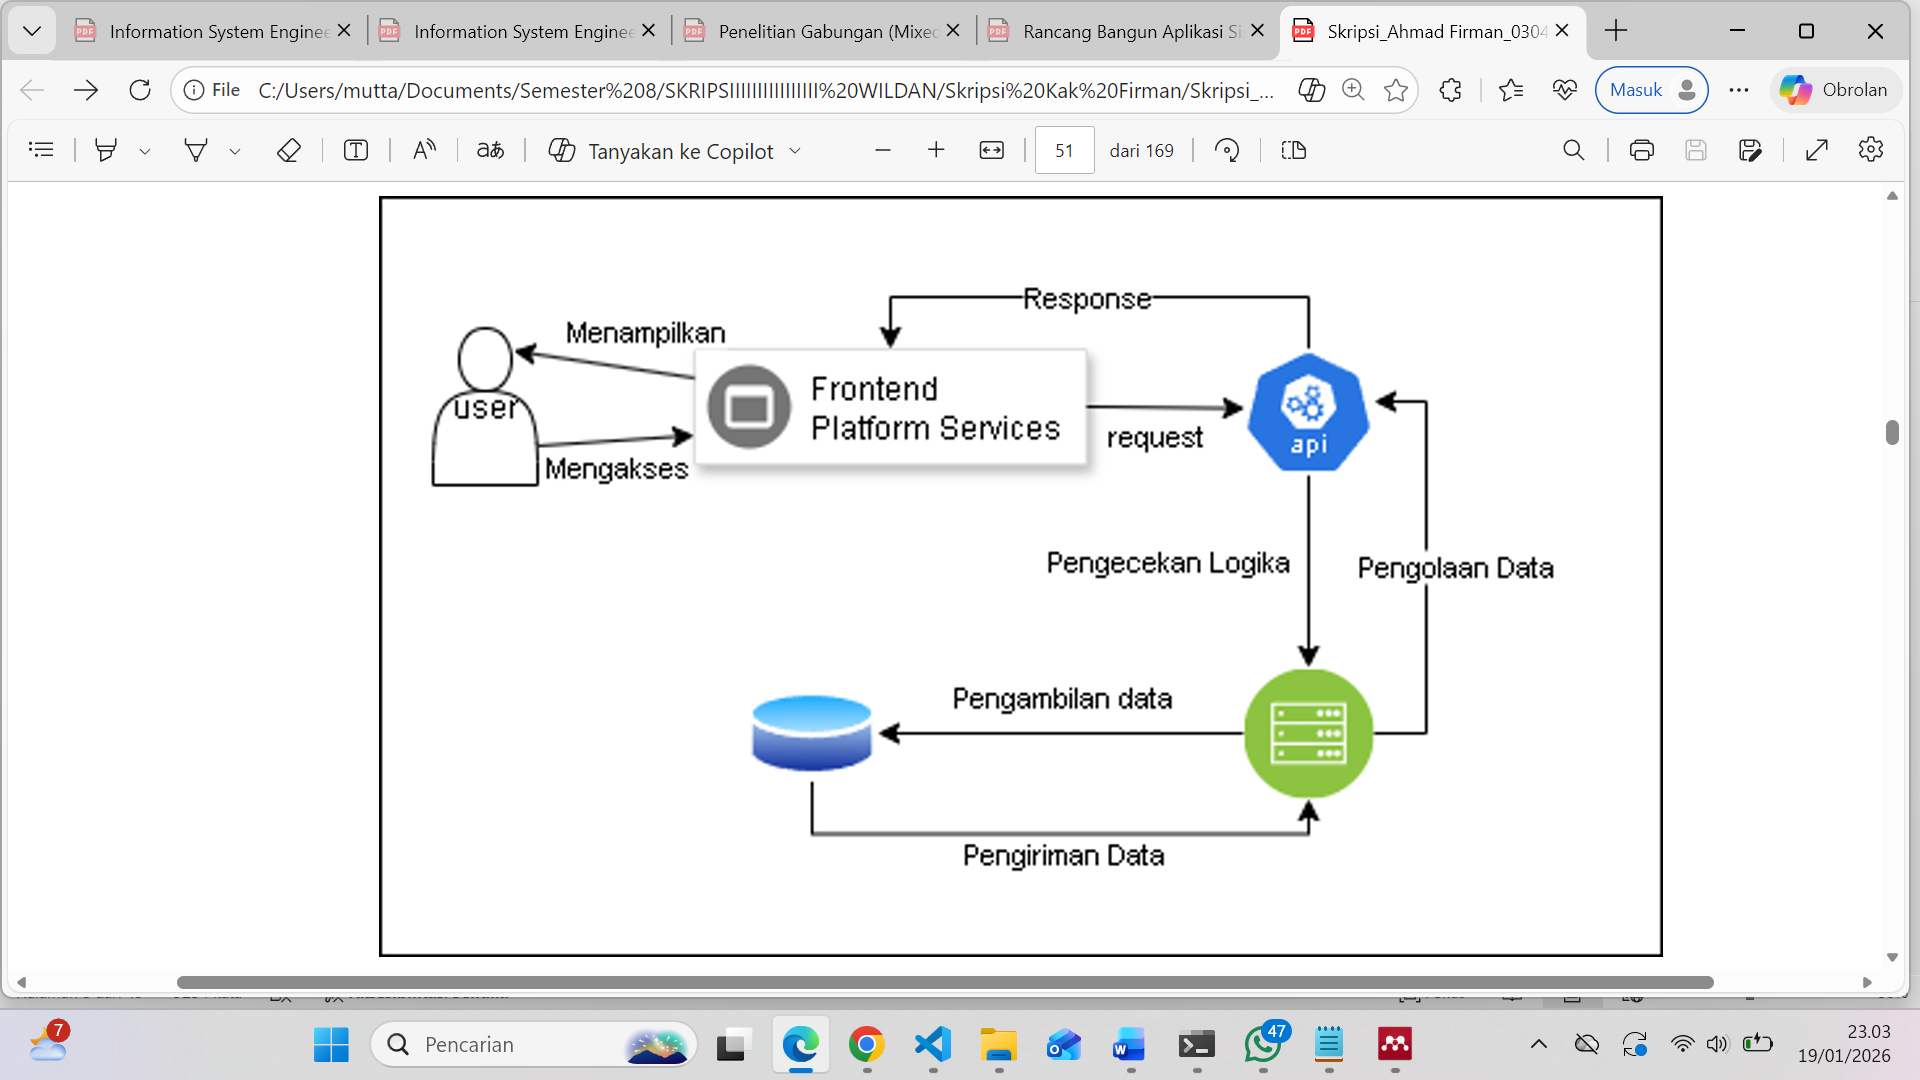 Information System Enginee
Information System Enginee
Penelitian Gabungan (Mixed
Rancang Bangun Aplikasi Si
Skripsi_Ahmad Firman_0304
File
C:/Users/mutta/Documents/Semester%208/SKRIPSIIIIIIIIIIIIIIIII%20WILDAN/Skripsi%20Kak%20Firman/Skripsi_...
Masuk
Obrolan
Tanyakan ke Copilot
51
dari 169
Response
Menampilkan
user
Frontend
Platform Services
request
api
Mengakses
Pengecekan Logika
Pengolaan Data
Pengambilan data
Pengiriman Data
7
Pencarian
47
23.03
19/01/2026